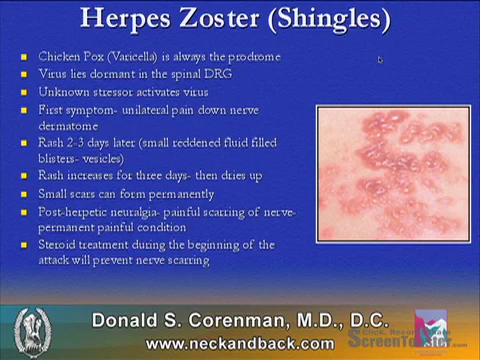 Herpes Zoster (Shingles)
Chicken Pox (Varicella) is always the prodrome
Virus lies dormant in the spinal DRG
Unknown stressor activates virus
First symptom- unilateral pain down nerve
dermatome
Rash 2-3 days later (small reddened fluid filled
blisters- vesicles)
Rash increases for three days- then dries up
Small scars can form permanently
Post-herpetic neuralgia- painful scarring of nerve-
permanent painful condition
Steroid treatment during the beginning of the
attack will prevent nerve scarring
Donald S. Corenman, M.D., D.C.
www.neckandback.com